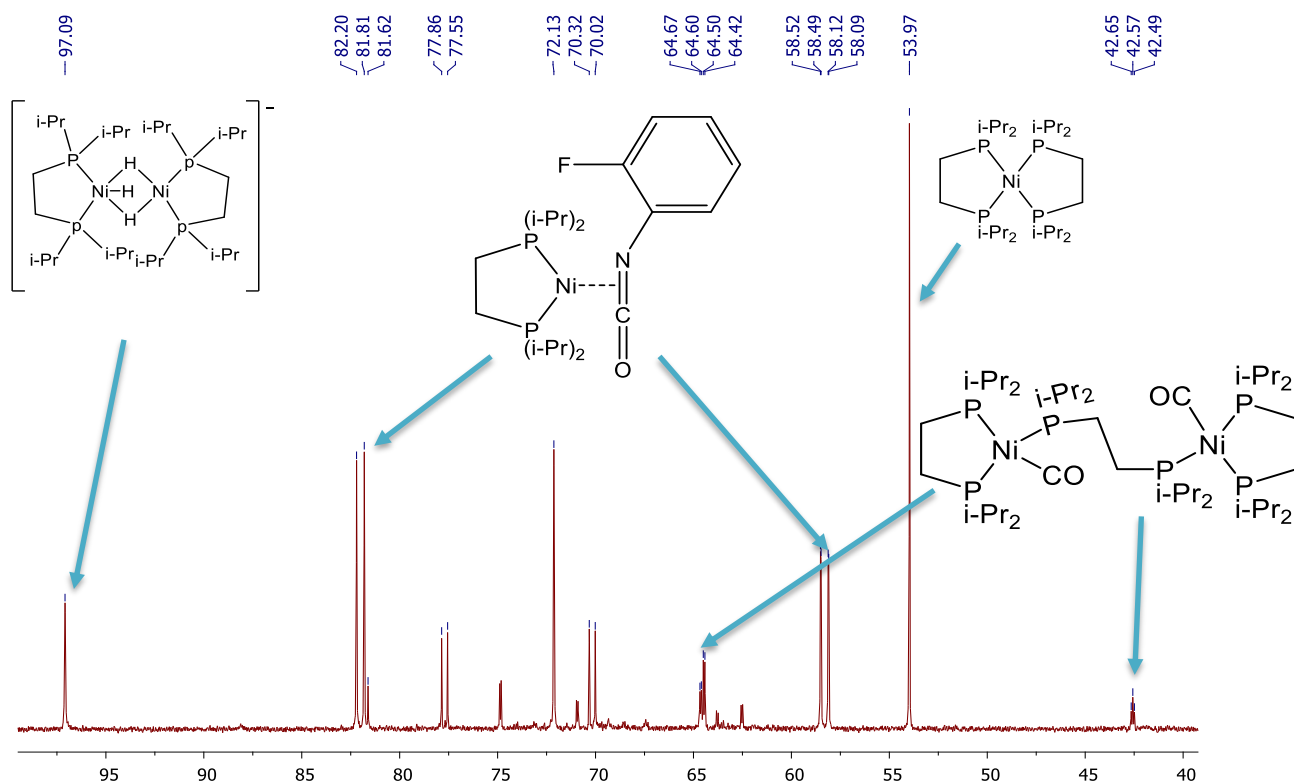 97.09
82.20
81.81
81.62
77.86
77.55
72.13
70.32
70.02
64.67
64.60
64.50
64.42
58.52
58.49
58.12
58.09
53.97
42.65
42.57
42.49
−
i-Pr i-Pr i-Pr i-Pr
P p
H
Ni H Ni
H
p p
i-Pr i-Pr i-Pr i-Pr
F
(i-Pr)2
P
N
Ni
C
P
(i-Pr)2
O
i-Pr2 i-Pr2
P P
Ni
P P
i-Pr2 i-Pr2
i-Pr2
P
i-Pr2
P
Ni
CO
P
i-Pr2
OC
i-Pr2
P
Ni
P
i-Pr2
P
i-Pr2
95 90 85 80 75 70 65 60 55 50 45 40